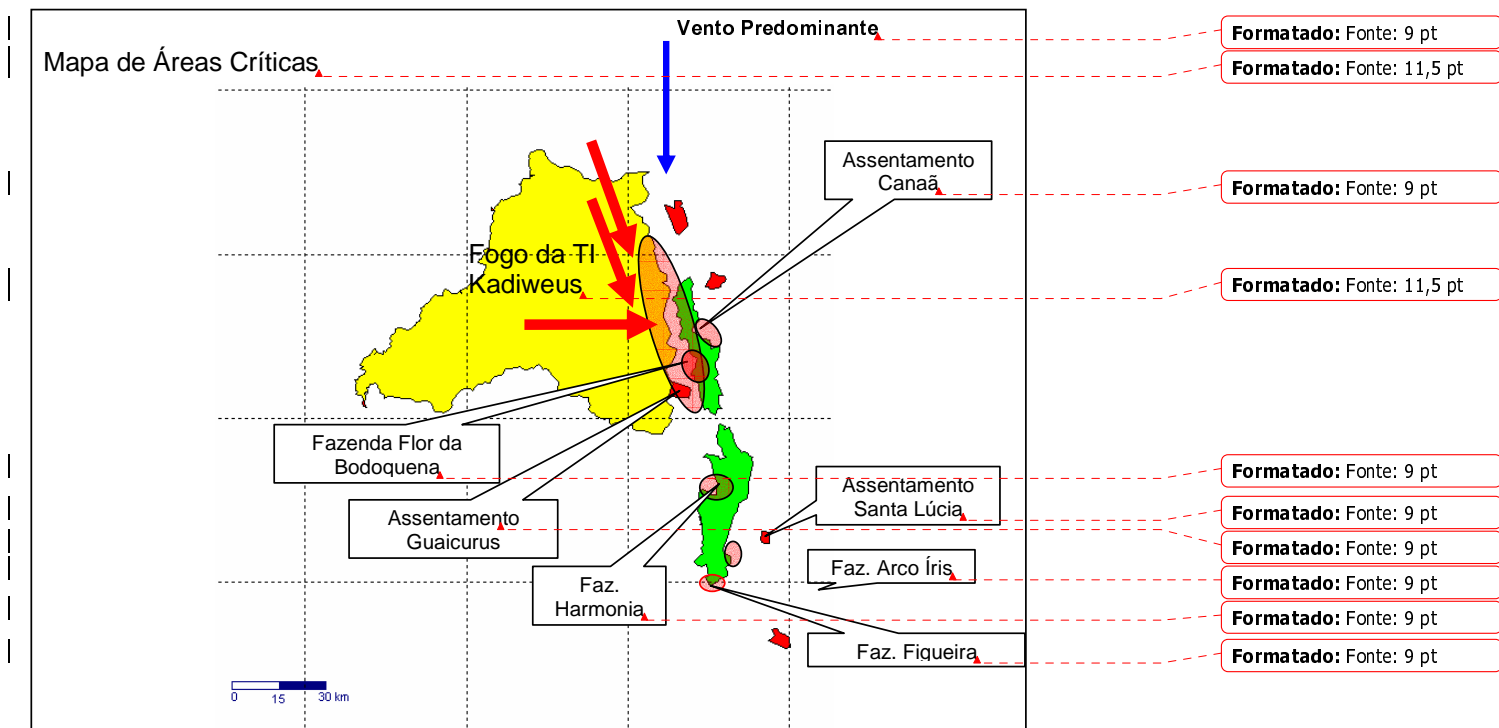 Vento Predominante
Mapa de Áreas Críticas
Assentamento
Canaã
Fogo da TI
Kadiweus
Fazenda Flor da
Bodoquena
Assentamento
Guaicurus
Assentamento
Santa Lúcia
Faz. Arco Íris
Faz.
Harmonia
Faz. Figueira
0 15 30 km
Formatado: Fonte: 9 pt
Formatado: Fonte: 11,5 pt
Formatado: Fonte: 9 pt
Formatado: Fonte: 11,5 pt
Formatado: Fonte: 9 pt
Formatado: Fonte: 9 pt
Formatado: Fonte: 9 pt
Formatado: Fonte: 9 pt
Formatado: Fonte: 9 pt
Formatado: Fonte: 9 pt